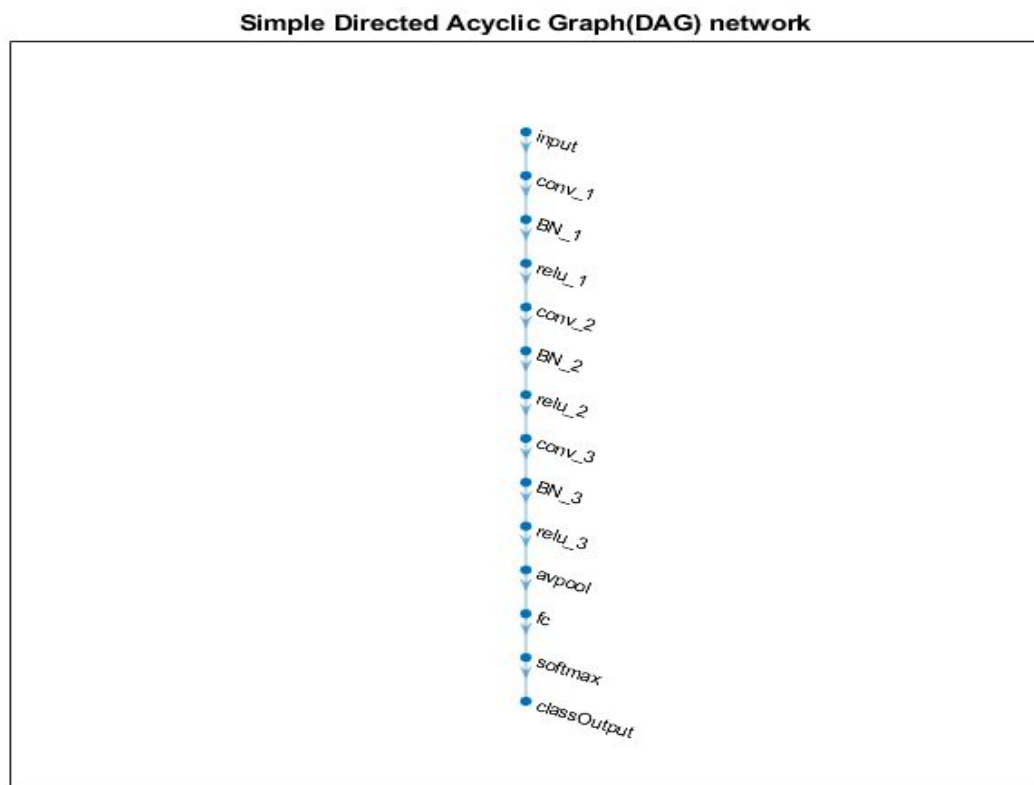 Simple Directed Acyclic Graph(DAG) network
input
conv_1
BN_1
relu_1
conv_2
BN_2
relu_2
conv_3
BN_3
relu_3
avpool
fc
softmax
classOutput